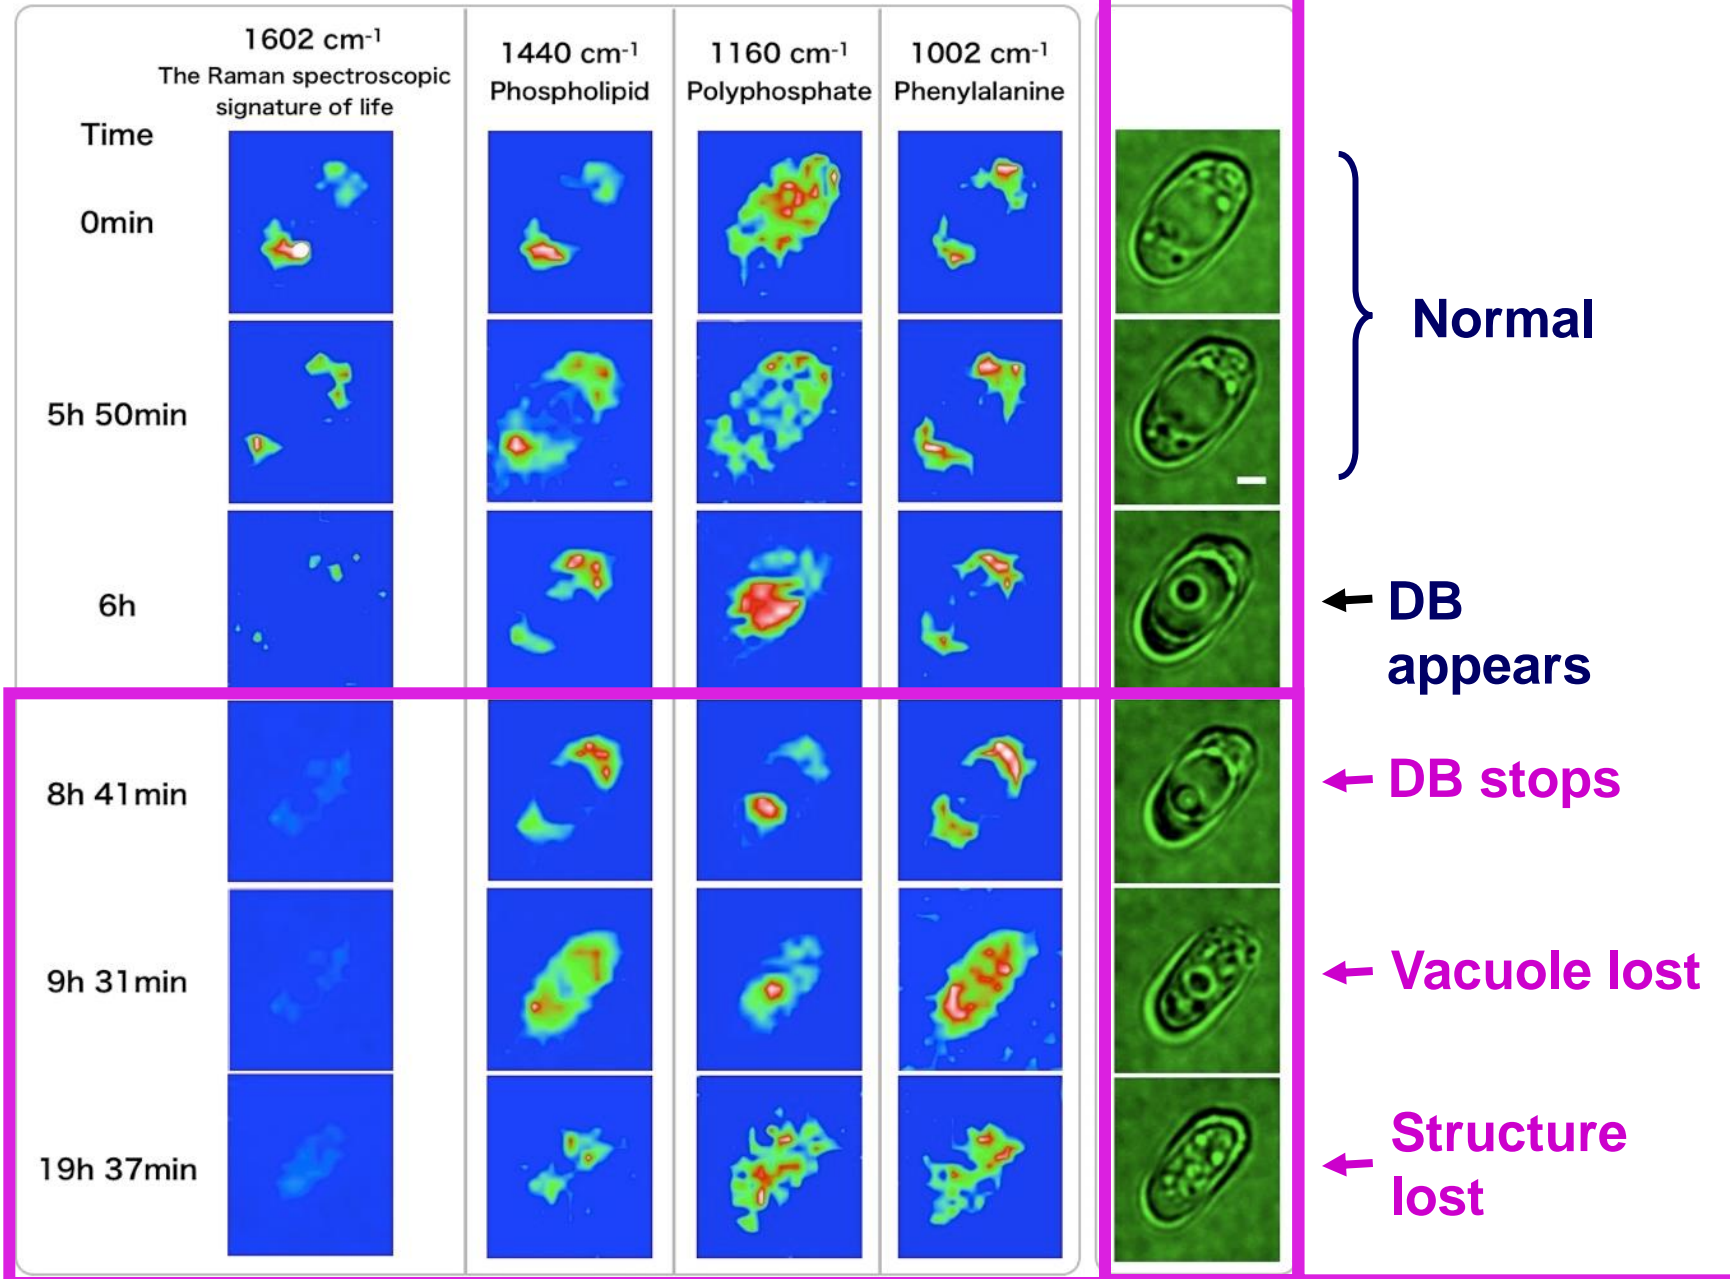 1602 cm-1
The Raman spectroscopic
signature of life
1440 cm-1
Phospholipid
1160 cm-1
Polyphosphate
1002 cm-1
Phenylalanine
Time
0min
Normal
5h 50min
6h
DB
appears
8h 41min
DB stops
9h 31min
Vacuole lost
19h 37min
Structure
lost